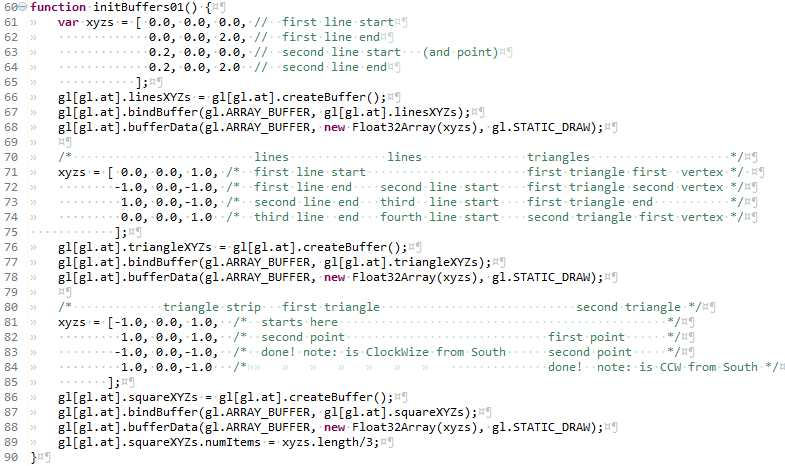 60 function initBuffers01() {
61 var xyzs = [ 0.0, 0.0, 0.0, // first line start
62 0.0, 0.0, 2.0, // first line end
63 0.2, 0.0, 0.0, // second line start (and point)
64 0.2, 0.0, 2.0 // second line end
65 ];
66 gl[gl.at].linesXYZs = gl[gl.at].createBuffer();
67 gl[gl.at].bindBuffer(gl.ARRAY_BUFFER, gl[gl.at].linesXYZs);
68 gl[gl.at].bufferData(gl.ARRAY_BUFFER, new Float32Array(xyzs), gl.STATIC_DRAW);
69
70 /* lines lines triangles */
71 xyzs = [ 0.0, 0.0, 1.0, /* first line start first triangle first vertex */
72 -1.0, 0.0,-1.0, /* first line end second line start first triangle second vertex */
73 1.0, 0.0,-1.0, /* second line end third line start first triangle end */
74 0.0, 0.0, 1.0 /* third line end fourth line start second triangle first vertex */
75 ];
76 gl[gl.at].triangleXYZs = gl[gl.at].createBuffer();
77 gl[gl.at].bindBuffer(gl.ARRAY_BUFFER, gl[gl.at].triangleXYZs);
78 gl[gl.at].bufferData(gl.ARRAY_BUFFER, new Float32Array(xyzs), gl.STATIC_DRAW);
79
80 /* triangle strip first triangle second triangle */
81 xyzs = [-1.0, 0.0, 1.0, /* starts here */
82 1.0, 0.0, 1.0, /* second point first point */
83 -1.0, 0.0,-1.0, /* done! note: is ClockWize from South second point */
84 1.0, 0.0,-1.0 /* done! note: is CCW from South */
85 ];
86 gl[gl.at].squareXYZs = gl[gl.at].createBuffer();
87 gl[gl.at].bindBuffer(gl.ARRAY_BUFFER, gl[gl.at].squareXYZs);
88 gl[gl.at].bufferData(gl.ARRAY_BUFFER, new Float32Array(xyzs), gl.STATIC_DRAW);
89 gl[gl.at].squareXYZs.numItems = xyzs.length/3;
90 }